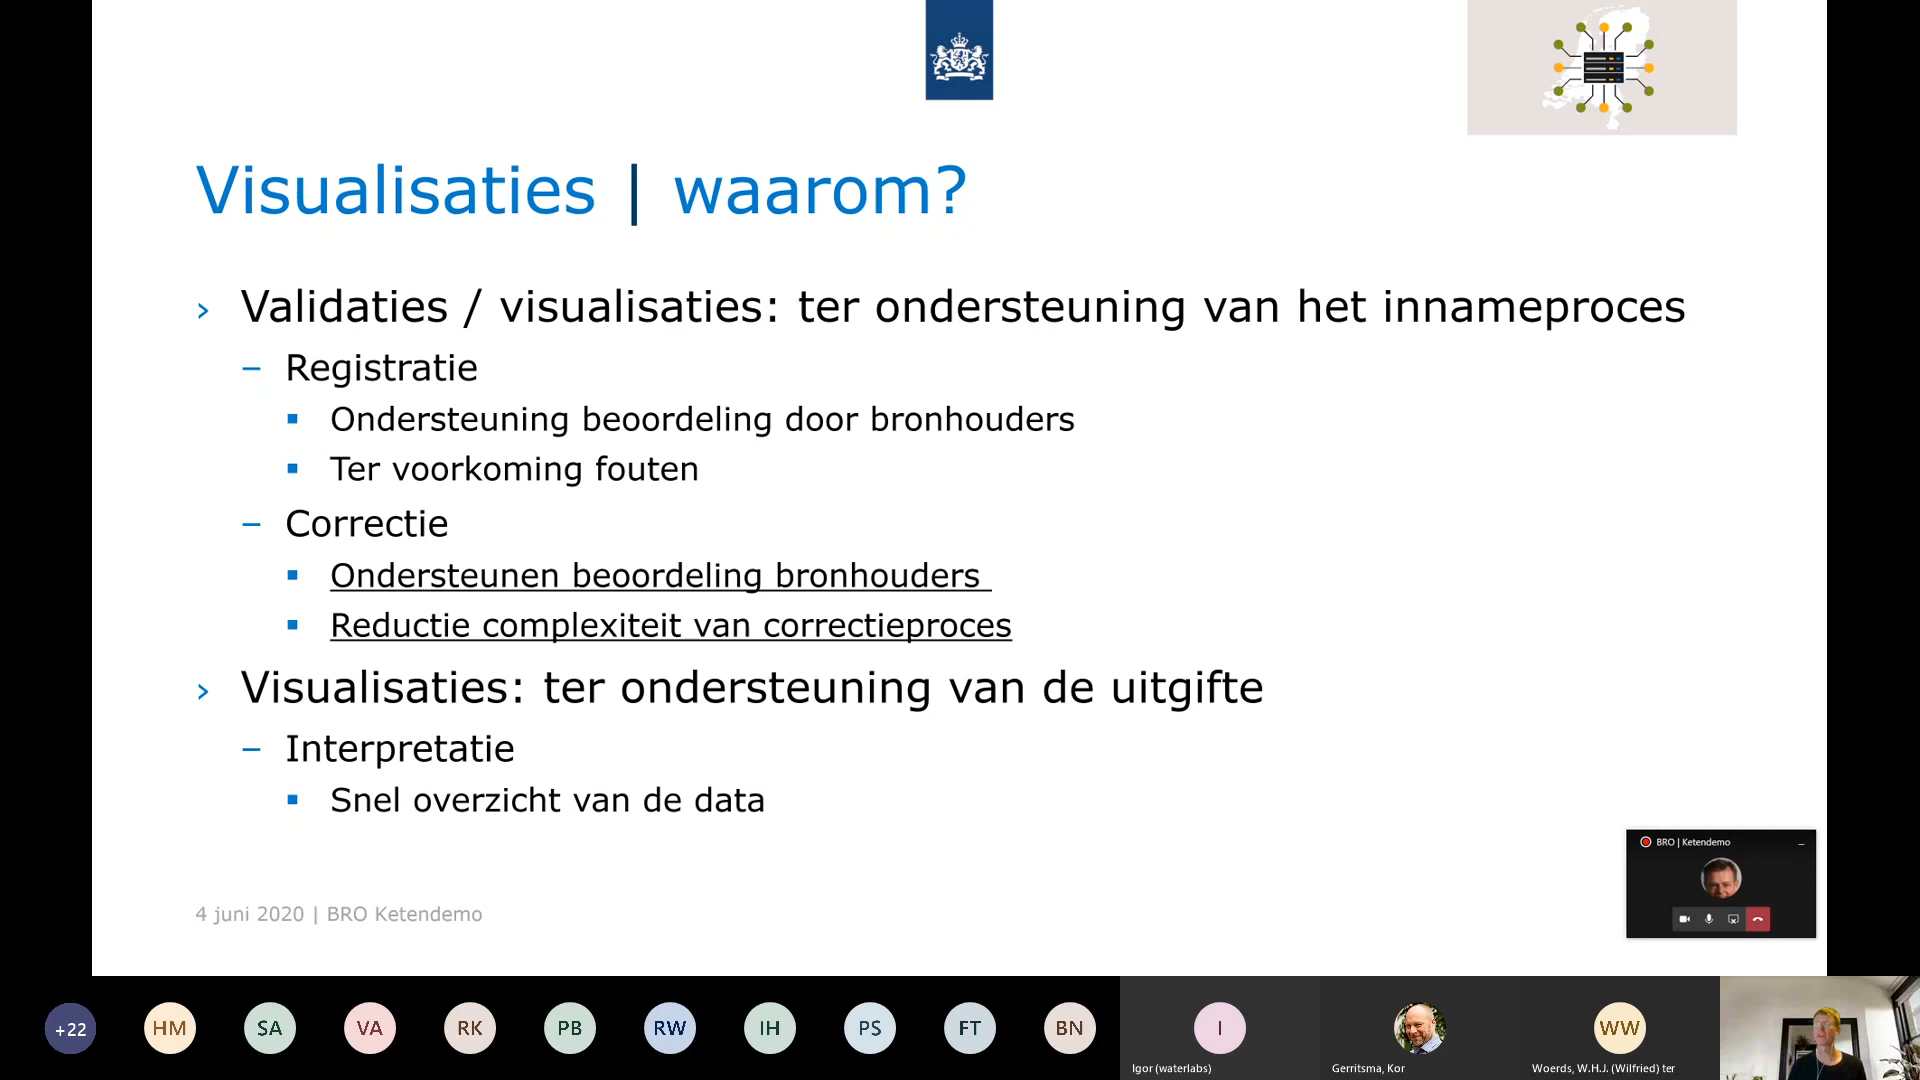 Visualisaties | waarom?
› Validaties / visualisaties: ter ondersteuning van het innameproces
– Registratie
▪ Ondersteuning beoordeling door bronhouders
▪ Ter voorkoming fouten
– Correctie
▪ Ondersteunen beoordeling bronhouders
▪ Reductie complexiteit van correctieproces
› Visualisaties: ter ondersteuning van de uitgifte
– Interpretatie
▪ Snel overzicht van de data
BRO | Ketendemo
4 juni 2020 | BRO Ketendemo
+22 HM SA VA RK PB RW IH PS FT BN I WW
Igor (waterlabs) Gerritsma, Kor Woerds, W.H.J. (Wilfried) ter